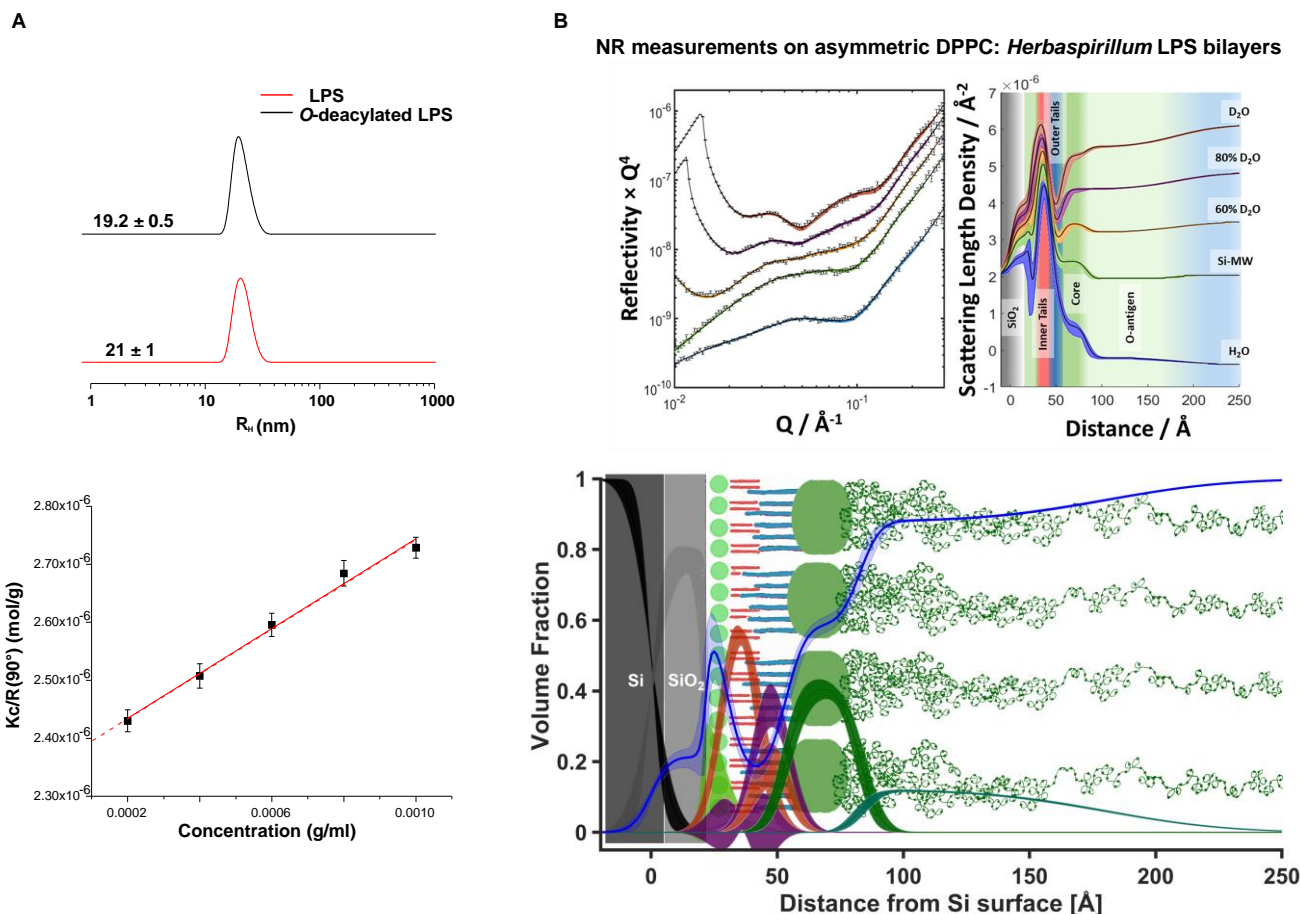 A
LPS
O-deacylated LPS
19.2 ± 0.5
21 ± 1
1
10
100
1000
R_H (nm)
2.80x10⁻⁶
2.70x10⁻⁶
2.60x10⁻⁶
2.50x10⁻⁶
2.40x10⁻⁶
2.30x10⁻⁶
Kc/R(90°) (mol/g)
0.0002
0.0006
0.0010
Concentration (g/ml)
B
NR measurements on asymmetric DPPC: Herbaspirillum LPS bilayers
10⁻⁶
10⁻⁷
10⁻⁸
10⁻⁹
10⁻¹⁰
Reflectivity × Q⁴
10⁻²
10⁻¹
Q / Å⁻¹
× 10⁻⁶
7
6
5
4
3
2
1
0
-1
Scattering Length Density / Å⁻²
D₂O
80% D₂O
60% D₂O
Si-MW
H₂O
SiO₂
Inner Tails
Outer Tails
Core
O-antigen
0
50
100
150
200
250
Distance / Å
1
0.8
0.6
0.4
0.2
0
Volume Fraction
Si
SiO₂
0
50
100
150
200
250
Distance from Si surface [Å]